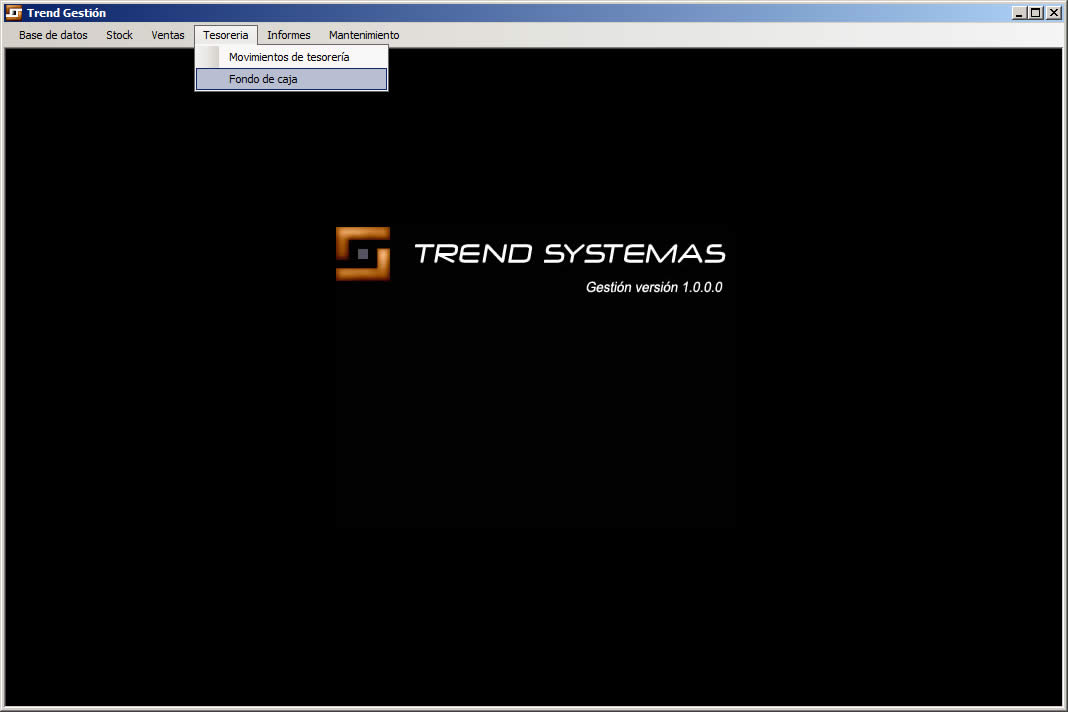 Trend Gestión
Base de datos Stock Ventas Tesoreria Informes Mantenimiento
Movimientos de tesorería
Fondo de caja
TREND SYSTEMAS
Gestión versión 1.0.0.0